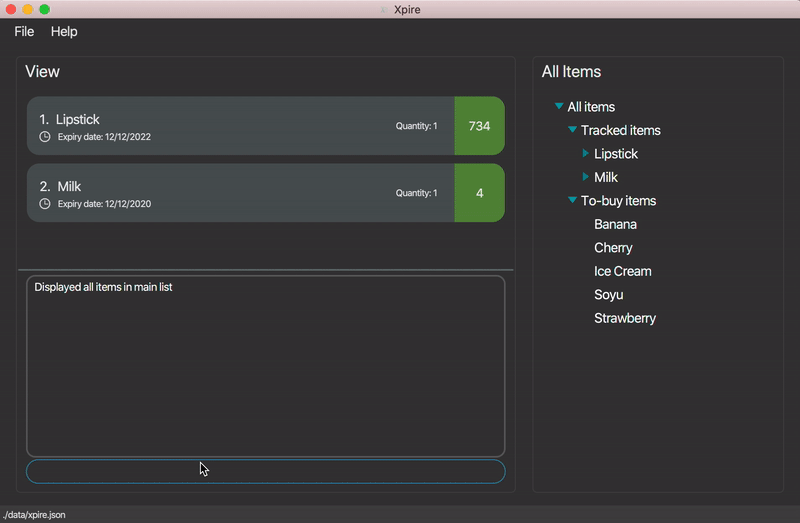 Xpire
File Help
View
1. Lipstick
Expiry date: 12/12/2022
Quantity: 1
734
2. Milk
Expiry date: 12/12/2020
Quantity: 1
4
Displayed all items in main list
All Items
All items
Tracked items
Lipstick
Milk
To-buy items
Banana
Cherry
Ice Cream
Soyu
Strawberry
./data/xpire.json